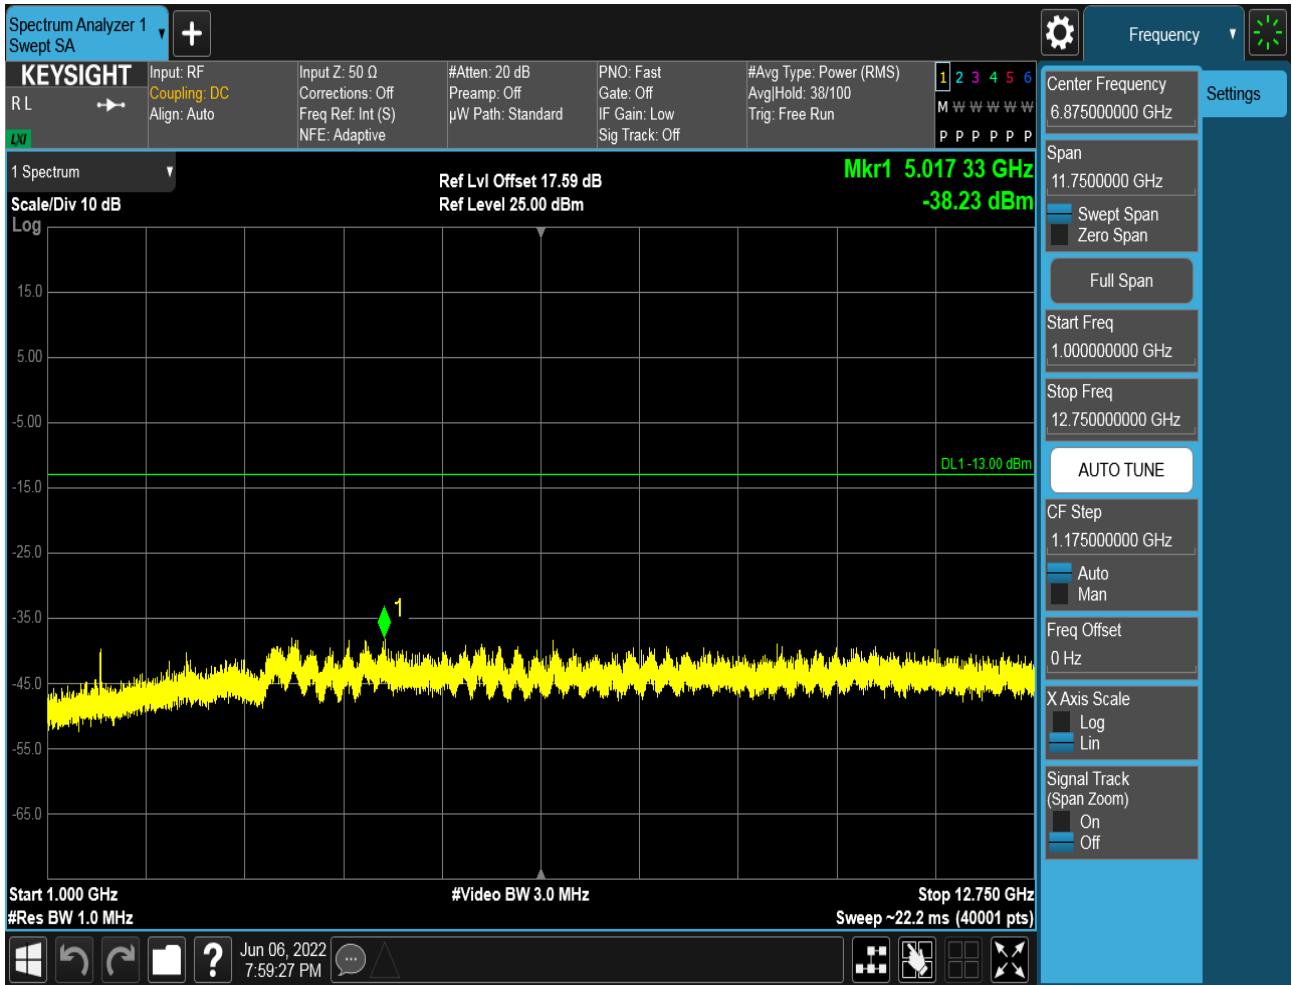 Spectrum Analyzer 1
Swept SA
Frequency
KEYSIGHT
R L
LXI
Input: RF
Coupling: DC
Align: Auto
Input Z: 50 Ω
Corrections: Off
Freq Ref: Int (S)
NFE: Adaptive
#Atten: 20 dB
Preamp: Off
µW Path: Standard
PNO: Fast
Gate: Off
IF Gain: Low
Sig Track: Off
#Avg Type: Power (RMS)
Avg|Hold: 38/100
Trig: Free Run
1 2 3 4 5 6
M W W W W W
P P P P P P
1 Spectrum
Scale/Div 10 dB
Log
Ref Lvl Offset 17.59 dB
Ref Level 25.00 dBm
Mkr1 5.017 33 GHz
-38.23 dBm
15.0
5.00
-5.00
DL1 -13.00 dBm
-15.0
-25.0
-35.0
1
-45.0
-55.0
-65.0
Start 1.000 GHz
#Res BW 1.0 MHz
#Video BW 3.0 MHz
Stop 12.750 GHz
Sweep ~22.2 ms (40001 pts)
Jun 06, 2022
7:59:27 PM
Center Frequency
6.875000000 GHz
Settings
Span
11.7500000 GHz
Swept Span
Zero Span
Full Span
Start Freq
1.000000000 GHz
Stop Freq
12.750000000 GHz
AUTO TUNE
CF Step
1.175000000 GHz
Auto
Man
Freq Offset
0 Hz
X Axis Scale
Log
Lin
Signal Track
(Span Zoom)
On
Off